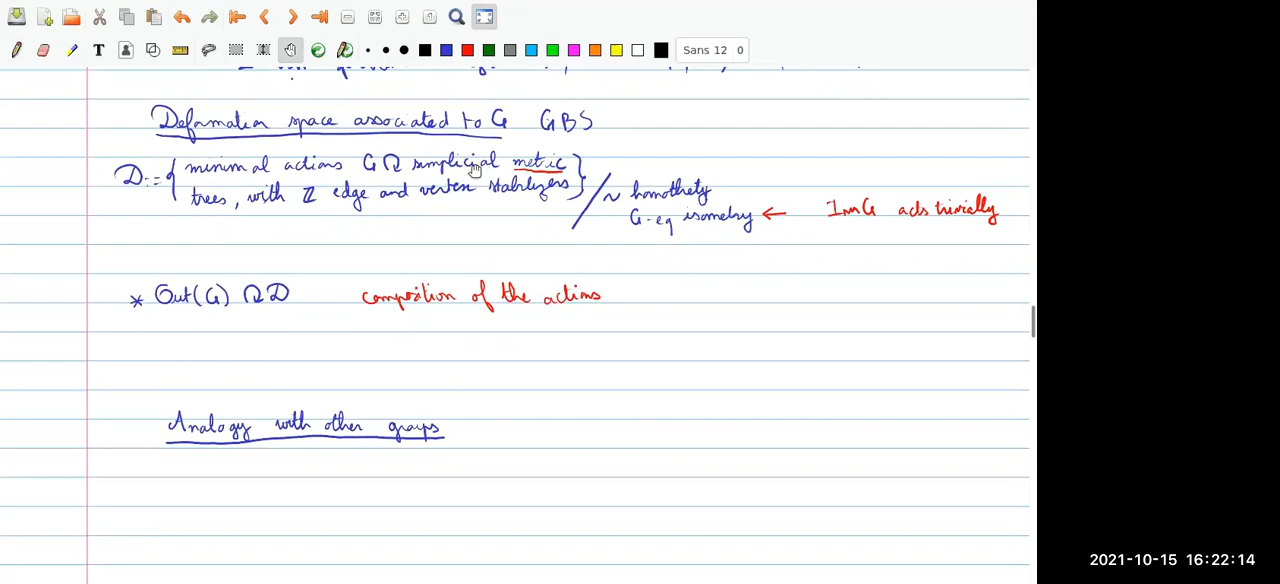 Sans 12 0
Deformation space associated to G GBS
D := { minimal actions G ↷ simplicial metric
trees, with ℤ edge and vertex stabilizers } / ~ homothety
G-eq isometry ← Inn G acts trivially
* Out(G) ↷ D composition of the actions
Analogy with other groups
2021-10-15 16:22:14